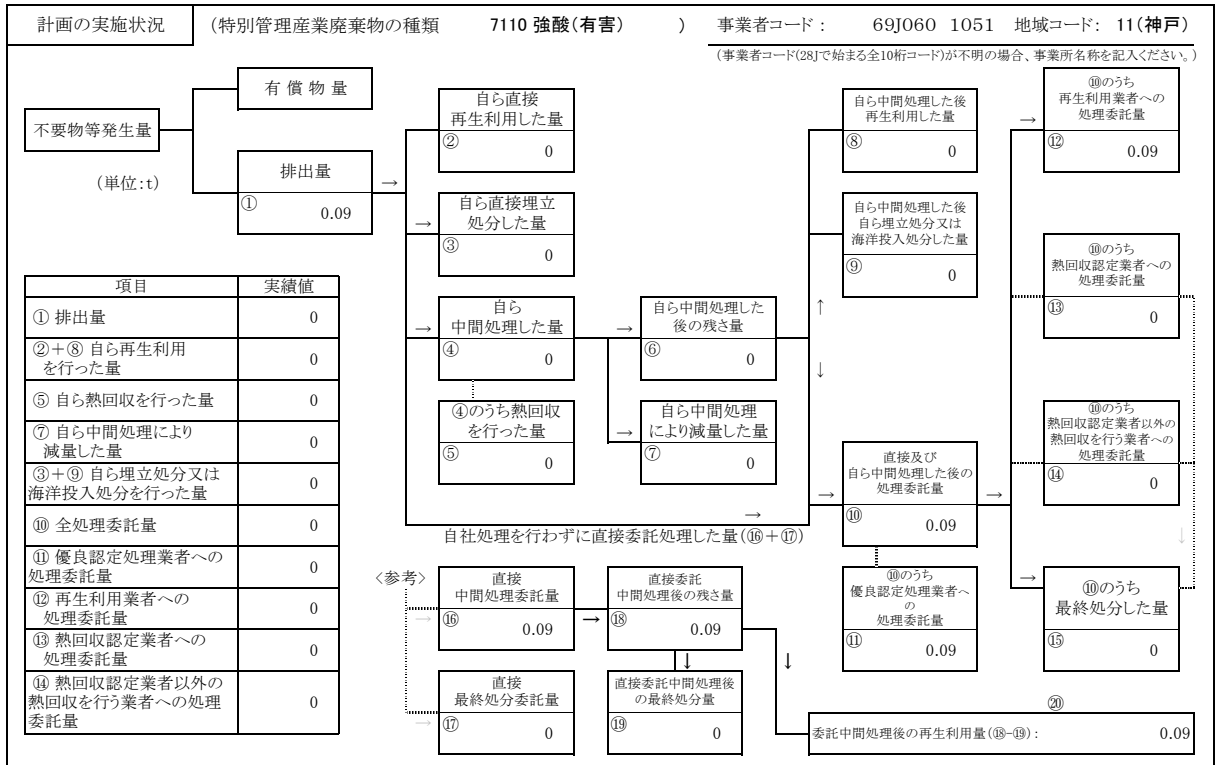 計画の実施状況 (特別管理産業廃棄物の種類 7110 強酸(有害) ) 事業者コード: 69J060 1051 地域コード: 11(神戸)
(事業者コード(28Jで始まる全10桁コード)が不明の場合、事業所名称を記入ください。)
不要物等発生量
(単位:t)
有償物量
排出量
→
① 0.09
自ら直接
再生利用した量
② 0
→
自ら直接埋立
処分した量
③ 0
→
自ら
中間処理した量
④ 0
④のうち熱回収
を行った量
⑤ 0
→
自ら中間処理した
後の残さ量
⑥ 0
→
自ら中間処理
により減量した量
⑦ 0
↑
↓
自ら中間処理した後
再生利用した量
⑧ 0
自ら中間処理した後
自ら埋立処分又は
海洋投入処分した量
⑨ 0
→
→
自社処理を行わずに直接委託処理した量(⑯+⑰)
直接及び
自ら中間処理した後の
処理委託量
⑩ 0.09
→
⑩のうち
優良認定処理業者へ
の
処理委託量
⑪ 0.09
→
⑩のうち
再生利用業者への
処理委託量
⑫ 0.09
⑩のうち
熱回収認定業者への
処理委託量
⑬ 0
⑩のうち
熱回収認定業者以外の
熱回収を行う業者への
処理委託量
⑭ 0
↓
→
⑩のうち
最終処分した量
⑮ 0
<参考>
→
直接
中間処理委託量
⑯ 0.09
→
直接委託
中間処理後の残さ量
⑱ 0.09
↓
↓
→
直接
最終処分委託量
⑰ 0
直接委託中間処理後
の最終処分量
⑲ 0
⑳
委託中間処理後の再生利用量(⑱-⑲): 0.09
項目 実績値
① 排出量 0
②+⑧ 自ら再生利用
を行った量 0
⑤ 自ら熱回収を行った量 0
⑦ 自ら中間処理により
減量した量 0
③+⑨ 自ら埋立処分又は
海洋投入処分を行った量 0
⑩ 全処理委託量 0
⑪ 優良認定処理業者への
処理委託量 0
⑫ 再生利用業者への
処理委託量 0
⑬ 熱回収認定業者への
処理委託量 0
⑭ 熱回収認定業者以外の
熱回収を行う業者への処理
委託量 0